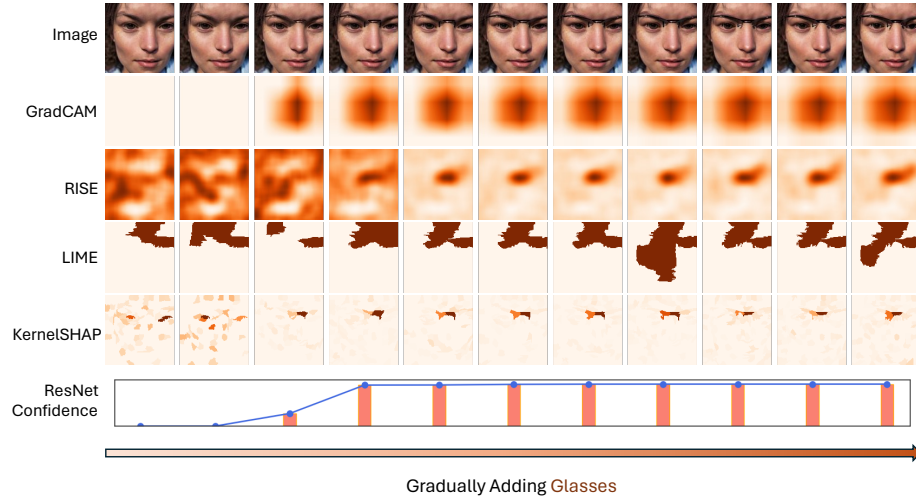 Image
GradCAM
RISE
LIME
KernelSHAP
ResNet
Confidence
Gradually Adding Glasses